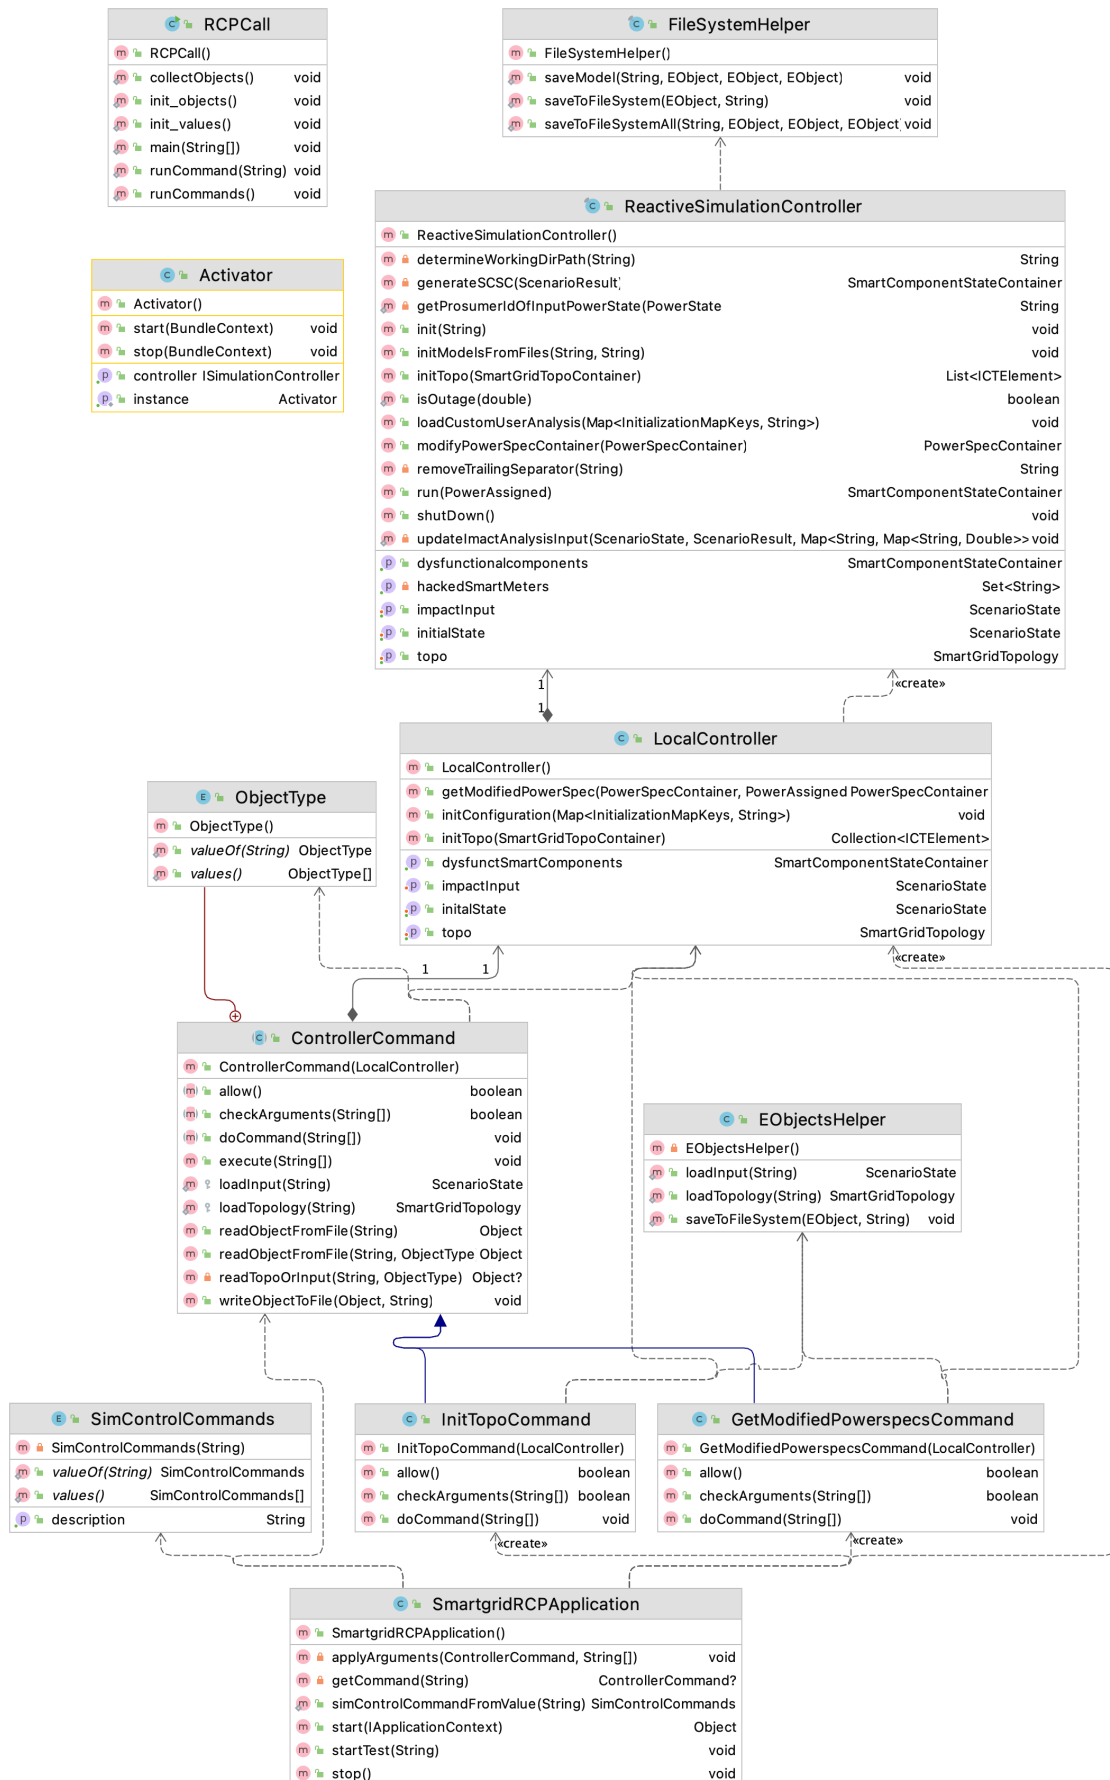 RCPCall
RCPCall()
collectObjects() void
init_objects() void
init_values() void
main(String[]) void
runCommand(String) void
runCommands() void
FileSystemHelper
FileSystemHelper()
saveModel(String, EObject, EObject, EObject) void
saveToFileSystem(EObject, String) void
saveToFileSystemAll(String, EObject, EObject, EObject) void
Activator
Activator()
start(BundleContext) void
stop(BundleContext) void
controller ISimulationController
instance Activator
ReactiveSimulationController
ReactiveSimulationController()
determineWorkingDirPath(String) String
generateSCSC(ScenarioResult) SmartComponentStateContainer
getProsumerIdOfInputPowerState(PowerState String
init(String) void
initModelsFromFiles(String, String) void
initTopo(SmartGridTopoContainer) List<ICTElement>
isOutage(double) boolean
loadCustomUserAnalysis(Map<InitializationMapKeys, String>) void
modifyPowerSpecContainer(PowerSpecContainer) PowerSpecContainer
removeTrailingSeparator(String) String
run(PowerAssigned) SmartComponentStateContainer
shutDown() void
updateImactAnalysisInput(ScenarioState, ScenarioResult, Map<String, Map<String, Double>> void
dysfunctionalcomponents SmartComponentStateContainer
hackedSmartMeters Set<String>
impactInput ScenarioState
initialState ScenarioState
topo SmartGridTopology
1
1
«create»
LocalController
LocalController()
getModifiedPowerSpec(PowerSpecContainer, PowerAssigned PowerSpecContainer
initConfiguration(Map<InitializationMapKeys, String>) void
initTopo(SmartGridTopoContainer) Collection<ICTElement>
dysfunctSmartComponents SmartComponentStateContainer
impactInput ScenarioState
initalState ScenarioState
topo SmartGridTopology
ObjectType
ObjectType()
valueOf(String) ObjectType
values() ObjectType[]
1 1
«create»
ControllerCommand
ControllerCommand(LocalController)
allow() boolean
checkArguments(String[]) boolean
doCommand(String[]) void
execute(String[]) void
loadInput(String) ScenarioState
loadTopology(String) SmartGridTopology
readObjectFromFile(String) Object
readObjectFromFile(String, ObjectType Object
readTopoOrInput(String, ObjectType) Object?
writeObjectToFile(Object, String) void
EObjectsHelper
EObjectsHelper()
loadInput(String) ScenarioState
loadTopology(String) SmartGridTopology
saveToFileSystem(EObject, String) void
SimControlCommands
SimControlCommands(String)
valueOf(String) SimControlCommands
values() SimControlCommands[]
description String
InitTopoCommand
InitTopoCommand(LocalController)
allow() boolean
checkArguments(String[]) boolean
doCommand(String[]) void
GetModifiedPowerspecsCommand
GetModifiedPowerspecsCommand(LocalController)
allow() boolean
checkArguments(String[]) boolean
doCommand(String[]) void
«create»
«create»
SmartgridRCPApplication
SmartgridRCPApplication()
applyArguments(ControllerCommand, String[]) void
getCommand(String) ControllerCommand?
simControlCommandFromValue(String) SimControlCommands
start(IApplicationContext) Object
startTest(String) void
stop() void